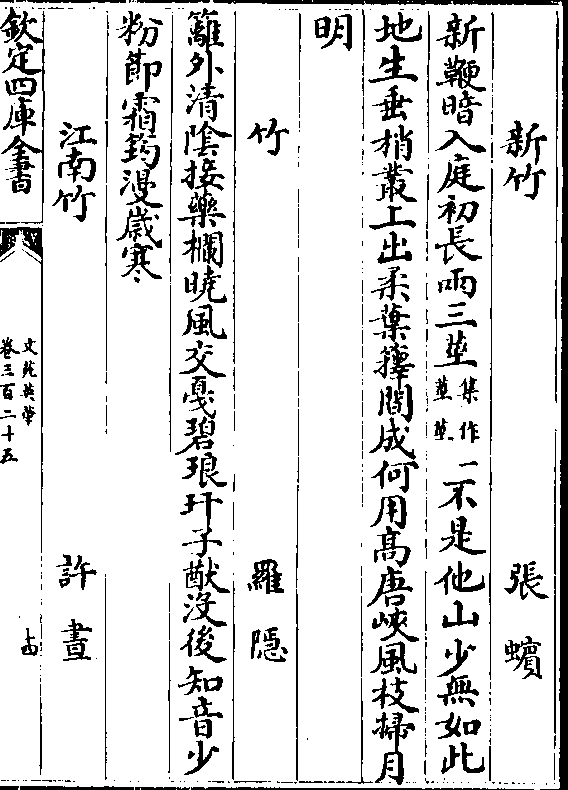 新竹　張蠙
新鞭暗入庭初長兩三莖集作莖莖一不是他山少無如此
地生垂梢叢上出柔葉籜間成何用高唐峽風枝掃月
明
竹　羅隱
籬外清陰接藥欄曉風交戛碧琅玕子猷沒後知音少
粉節霜筠漫歲寒
江南竹　許晝
欽定四庫全書
文苑英華
卷三百二十五
十四